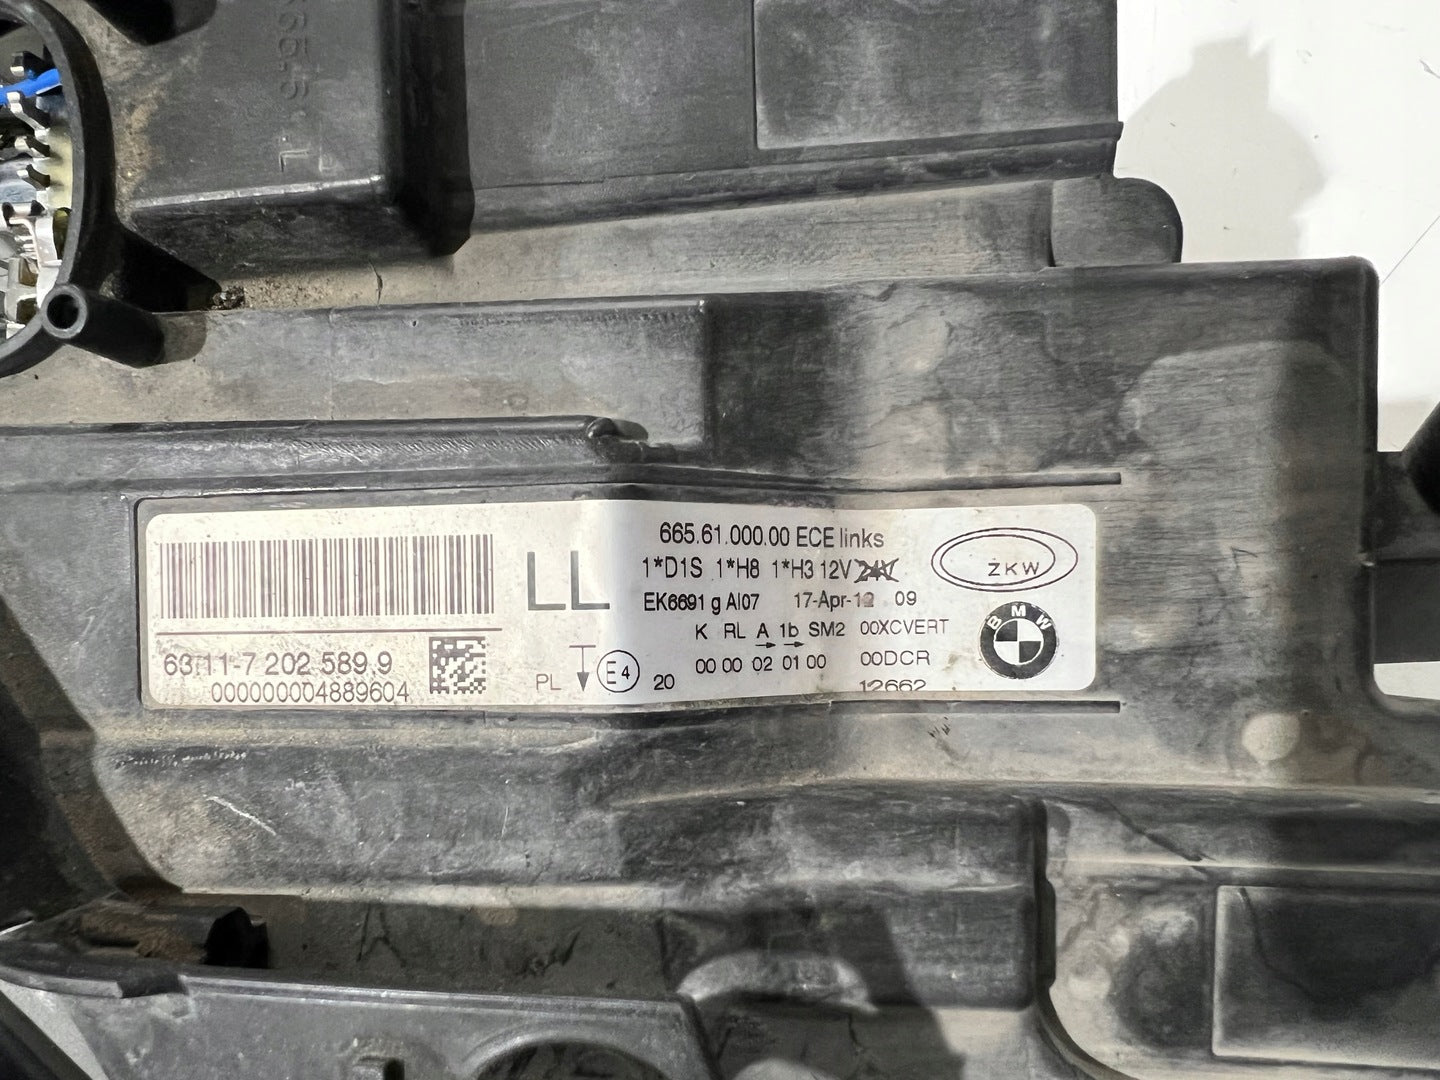 LL
665.61.000.00 ECE links
1*D1S 1*H8 1*H3 12V 24V
EK6691 g AI07 17-Apr-12 09
ZKW
BMW
63.11-7 202 589.9
000000004889604
PL
E4
20
K RL A 1b SM2 00XCVERT
00 00 02 01 00 00DCR
12662